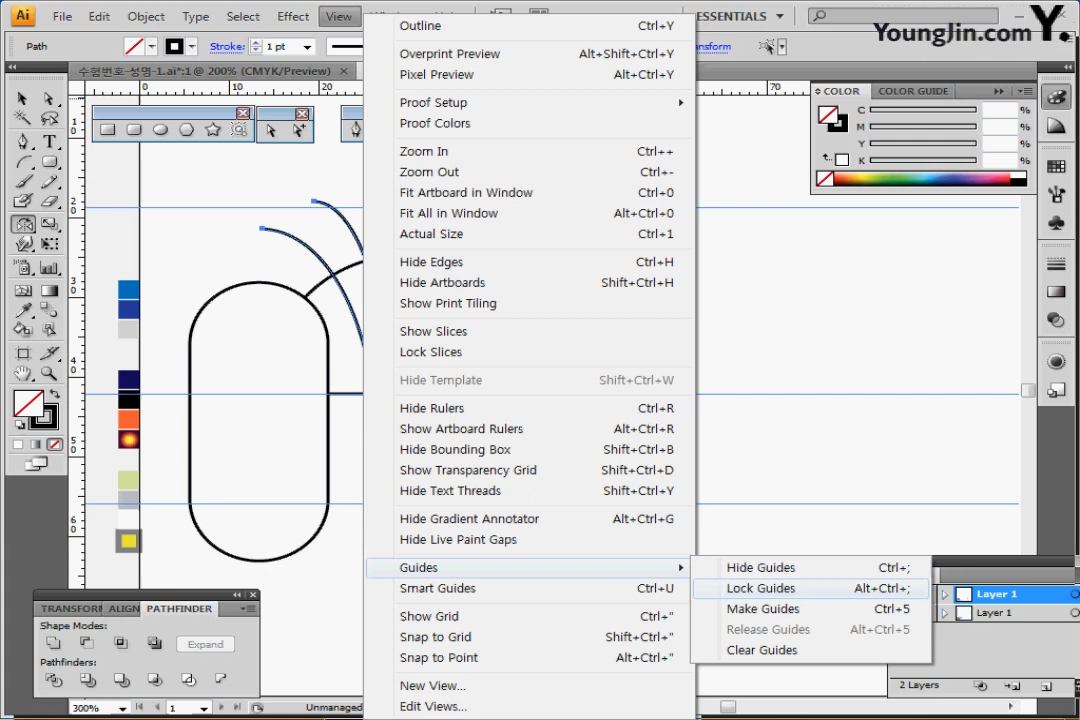 Ai File Edit Object Type Select Effect View ESSENTIALS
YoungJin.com Y.
Path Stroke: 1 pt
수험번호-성명-1.ai*:1 @ 200% (CMYK/Preview)
0 10 20 70
COLOR COLOR GUIDE
C %
M %
Y %
K %
Outline Ctrl+Y
Overprint Preview Alt+Shift+Ctrl+Y
Pixel Preview Alt+Ctrl+Y
Proof Setup
Proof Colors
Zoom In Ctrl++
Zoom Out Ctrl+-
Fit Artboard in Window Ctrl+0
Fit All in Window Alt+Ctrl+0
Actual Size Ctrl+1
Hide Edges Ctrl+H
Hide Artboards Shift+Ctrl+H
Show Print Tiling
Show Slices
Lock Slices
Hide Template Shift+Ctrl+W
Hide Rulers Ctrl+R
Show Artboard Rulers Alt+Ctrl+R
Hide Bounding Box Shift+Ctrl+B
Show Transparency Grid Shift+Ctrl+D
Hide Text Threads Shift+Ctrl+Y
Hide Gradient Annotator Alt+Ctrl+G
Hide Live Paint Gaps
Guides
Smart Guides Ctrl+U
Show Grid Ctrl+"
Snap to Grid Shift+Ctrl+"
Snap to Point Alt+Ctrl+"
New View...
Edit Views...
Hide Guides Ctrl+;
Lock Guides Alt+Ctrl+;
Make Guides Ctrl+5
Release Guides Alt+Ctrl+5
Clear Guides
Layer 1
Layer 1
2 Layers
ALIGN PATHFINDER
Shape Modes:
Expand
Pathfinders:
300% 1 Unmanaged